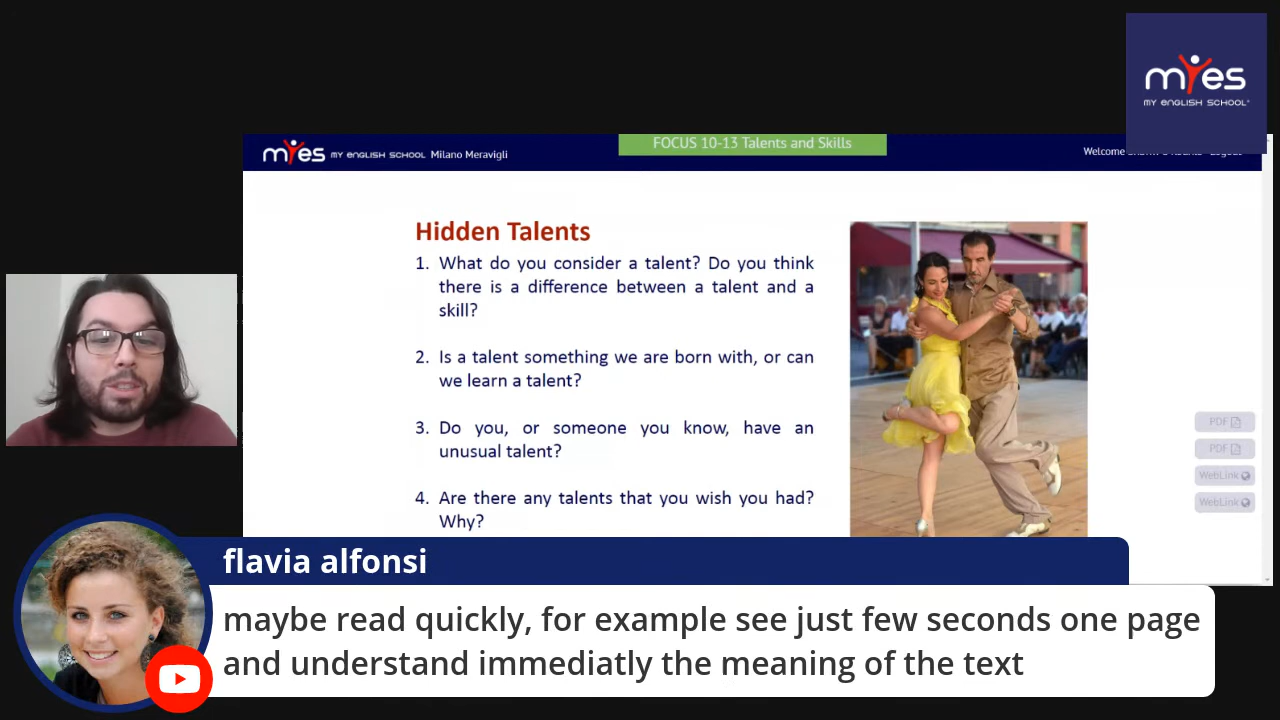 myes
MY ENGLISH SCHOOL
myes MY ENGLISH SCHOOL Milano Meravigli
FOCUS 10-13 Talents and Skills
Welcome
Hidden Talents
1. What do you consider a talent? Do you think
there is a difference between a talent and a
skill?
2. Is a talent something we are born with, or can
we learn a talent?
3. Do you, or someone you know, have an
unusual talent?
4. Are there any talents that you wish you had?
Why?
PDF
PDF
WebLink
WebLink
flavia alfonsi
maybe read quickly, for example see just few seconds one page
and understand immediatly the meaning of the text